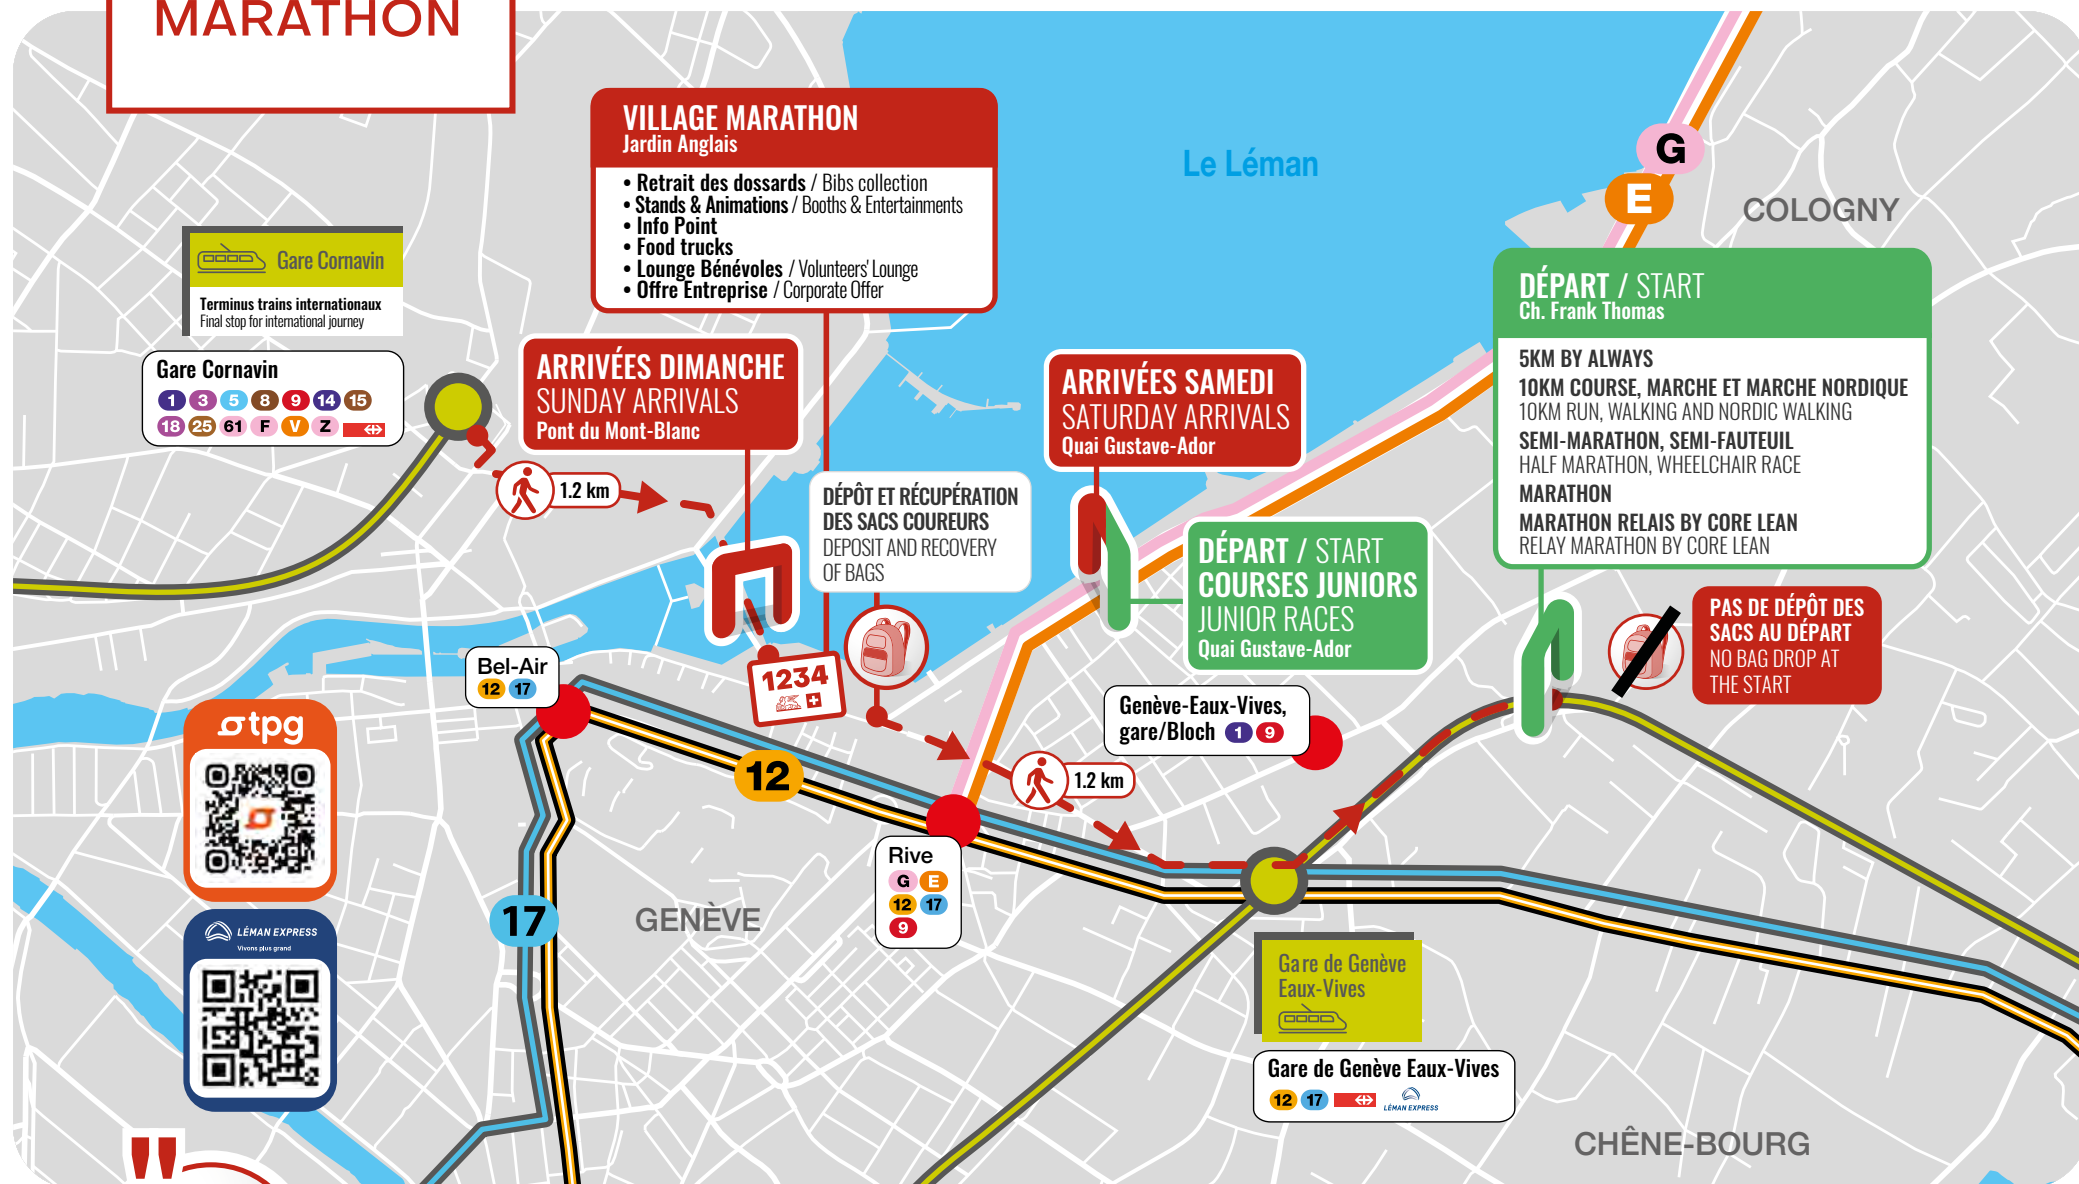 MARATHON
VILLAGE MARATHON
Jardin Anglais
• Retrait des dossards / Bibs collection
• Stands & Animations / Booths & Entertainments
• Info Point
• Food trucks
• Lounge Bénévoles / Volunteers' Lounge
• Offre Entreprise / Corporate Offer
Le Léman
G
E
COLOGNY
Gare Cornavin
Terminus trains internationaux
Final stop for international journey
Gare Cornavin
1 3 5 8 9 14 15
18 25 61 F V Z
ARRIVÉES DIMANCHE
SUNDAY ARRIVALS
Pont du Mont-Blanc
1.2 km
DÉPÔT ET RÉCUPÉRATION
DES SACS COUREURS
DEPOSIT AND RECOVERY
OF BAGS
ARRIVÉES SAMEDI
SATURDAY ARRIVALS
Quai Gustave-Ador
DÉPART / START
COURSES JUNIORS
JUNIOR RACES
Quai Gustave-Ador
DÉPART / START
Ch. Frank Thomas
5KM BY ALWAYS
10KM COURSE, MARCHE ET MARCHE NORDIQUE
10KM RUN, WALKING AND NORDIC WALKING
SEMI-MARATHON, SEMI-FAUTEUIL
HALF MARATHON, WHEELCHAIR RACE
MARATHON
MARATHON RELAIS BY CORE LEAN
RELAY MARATHON BY CORE LEAN
PAS DE DÉPÔT DES
SACS AU DÉPART
NO BAG DROP AT
THE START
Bel-Air
12 17
1234
Genève-Eaux-Vives,
gare/Bloch 1 9
tpg
12
1.2 km
Rive
G E
12 17
9
17
GENÈVE
LÉMAN EXPRESS
Vivons plus grand
Gare de Genève
Eaux-Vives
Gare de Genève Eaux-Vives
12 17 LÉMAN EXPRESS
CHÊNE-BOURG